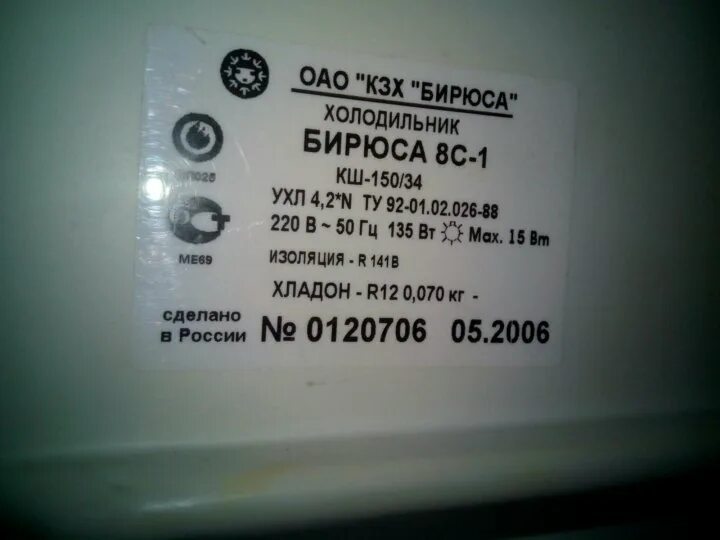 ОАО "КЗХ "БИРЮСА"
ХОЛОДИЛЬНИК
БИРЮСА 8С-1
КШ-150/34
УХЛ 4,2*N ТУ 92-01.02.026-88
220 В ~ 50 Гц 135 Вт Max. 15 Вт
ИЗОЛЯЦИЯ - R 141B
МЕ69
ХЛАДОН - R12 0,070 кг -
сделано
в России
№ 0120706 05.2006